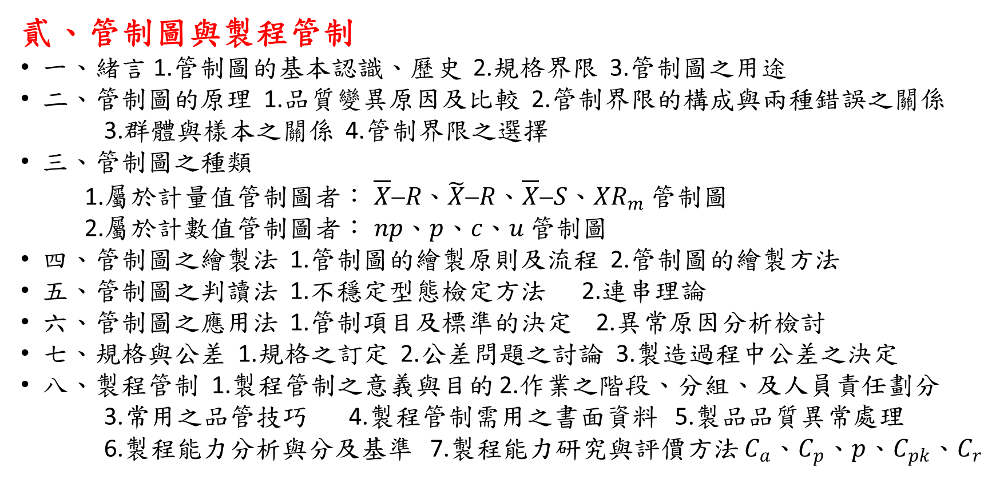 貳、管制圖與製程管制
• 一、緒言 1.管制圖的基本認識、歷史 2.規格界限 3.管制圖之用途
• 二、管制圖的原理 1.品質變異原因及比較 2.管制界限的構成與兩種錯誤之關係
3.群體與樣本之關係 4.管制界限之選擇
• 三、管制圖之種類
1.屬於計量值管制圖者： X̅–R、X̃–R、X̅–S、XRₘ 管制圖
2.屬於計數值管制圖者： np、p、c、u 管制圖
• 四、管制圖之繪製法 1.管制圖的繪製原則及流程 2.管制圖的繪製方法
• 五、管制圖之判讀法 1.不穩定型態檢定方法 2.連串理論
• 六、管制圖之應用法 1.管制項目及標準的決定 2.異常原因分析檢討
• 七、規格與公差 1.規格之訂定 2.公差問題之討論 3.製造過程中公差之決定
• 八、製程管制 1.製程管制之意義與目的 2.作業之階段、分組、及人員責任劃分
3.常用之品管技巧 4.製程管制需用之書面資料 5.製品品質異常處理
6.製程能力分析與分及基準 7.製程能力研究與評價方法 C_a、C_p、p、C_pk、C_r